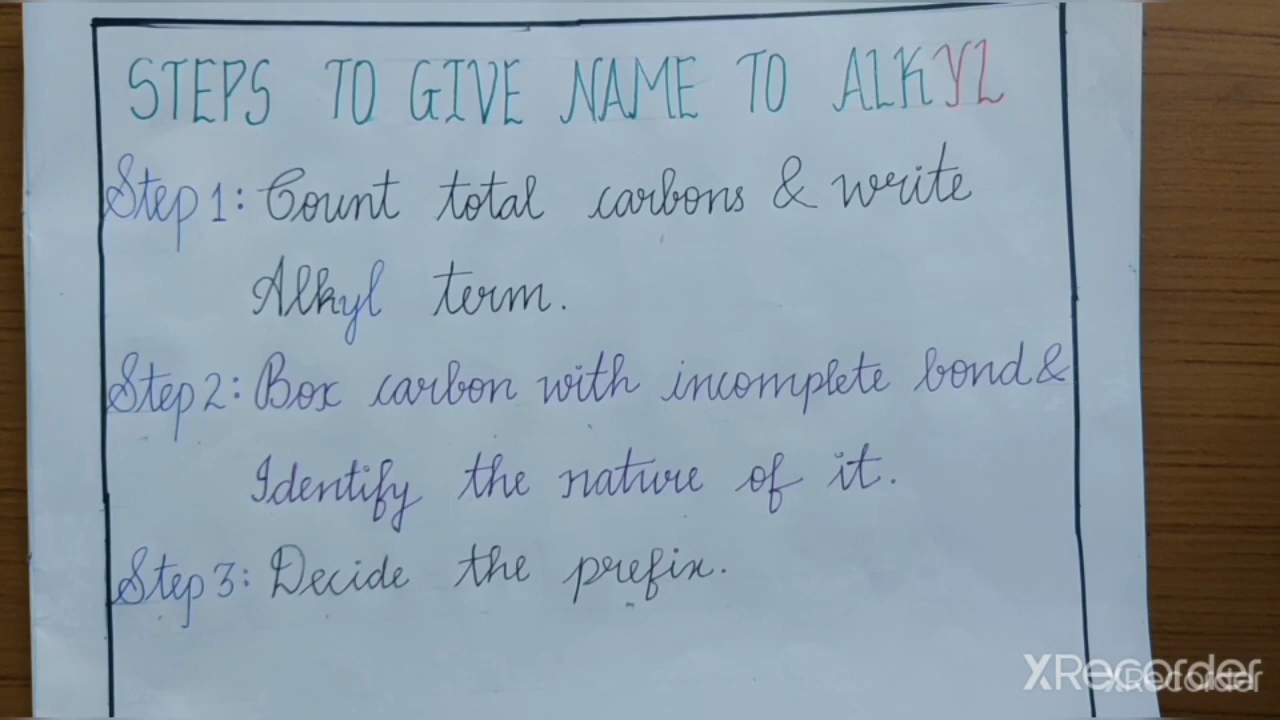 STEPS TO GIVE NAME TO ALKYL
Step 1: Count total carbons & write
Alkyl term.
Step 2: Box carbon with incomplete bond &
Identify the nature of it.
Step 3: Decide the prefix.
XRecorder
XRecorder